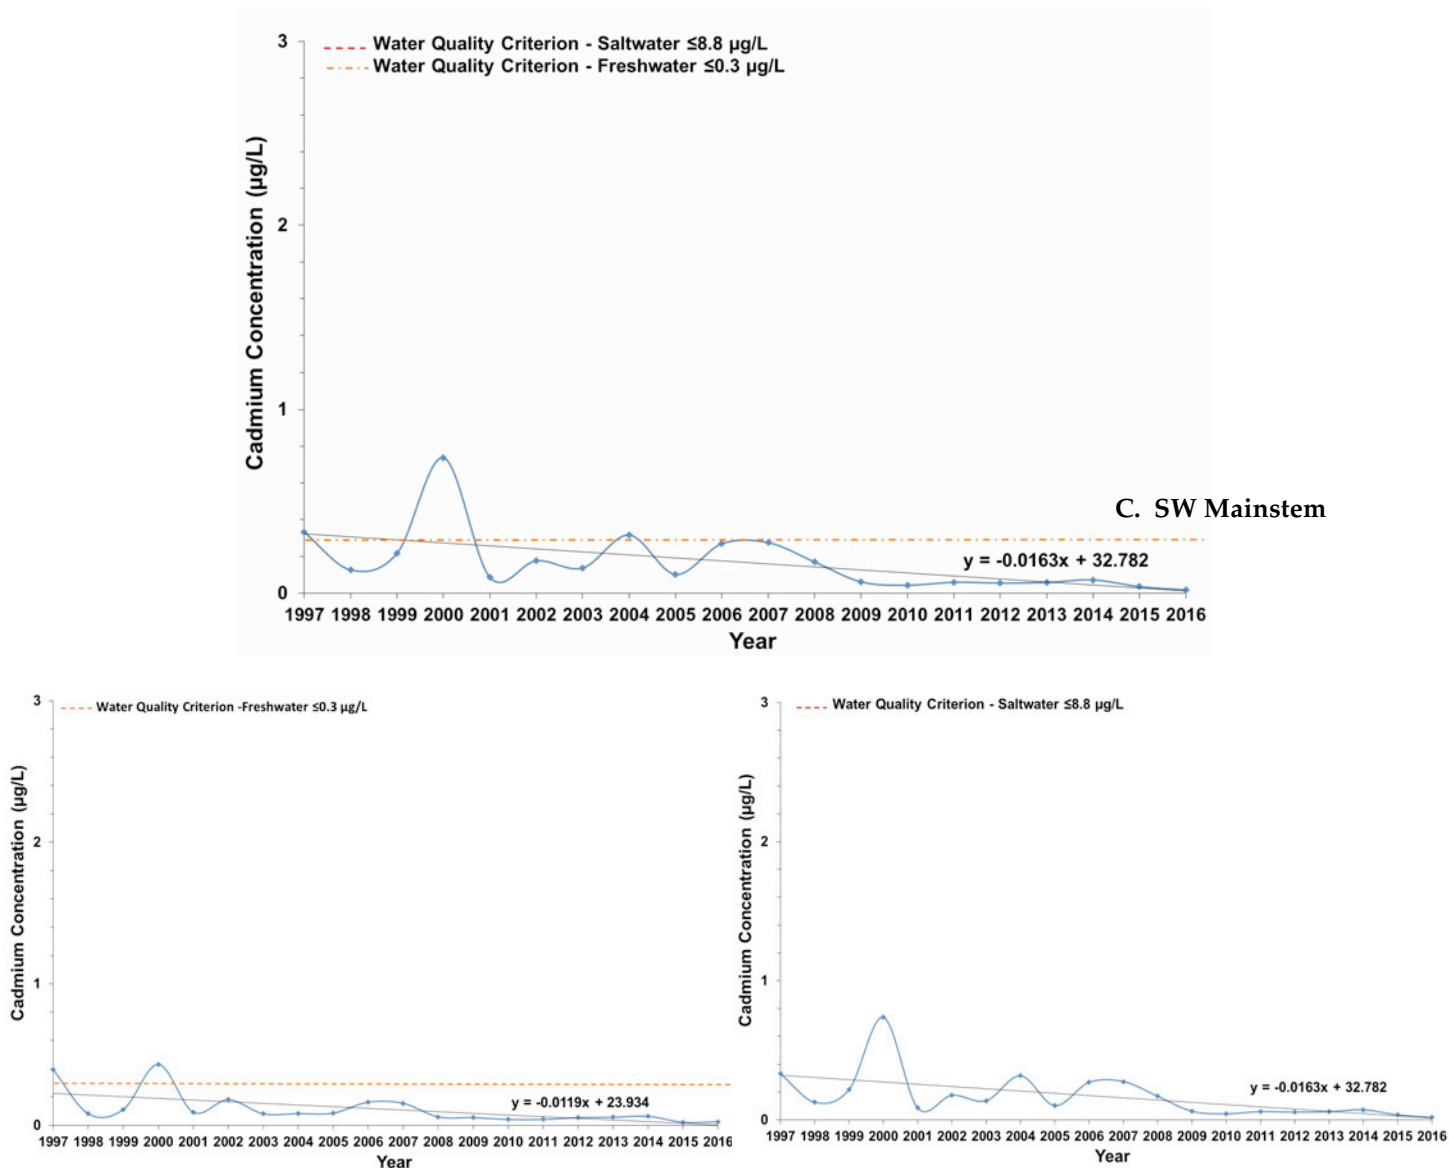 Water Quality Criterion - Saltwater ≤8.8 µg/L
Water Quality Criterion - Freshwater ≤0.3 µg/L
3
2
1
0
Cadmium Concentration (µg/L)
C. SW Mainstem
y = -0.0163x + 32.782
1997 1998 1999 2000 2001 2002 2003 2004 2005 2006 2007 2008 2009 2010 2011 2012 2013 2014 2015 2016
Year
Water Quality Criterion -Freshwater ≤0.3 µg/L
3
2
1
0
Cadmium Concentration (µg/L)
y = -0.0119x + 23.934
1997 1998 1999 2000 2001 2002 2003 2004 2005 2006 2007 2008 2009 2010 2011 2012 2013 2014 2015 2016
Year
Water Quality Criterion - Saltwater ≤8.8 µg/L
3
2
1
0
Cadmium Concentration (µg/L)
y = -0.0163x + 32.782
1997 1998 1999 2000 2001 2002 2003 2004 2005 2006 2007 2008 2009 2010 2011 2012 2013 2014 2015 2016
Year